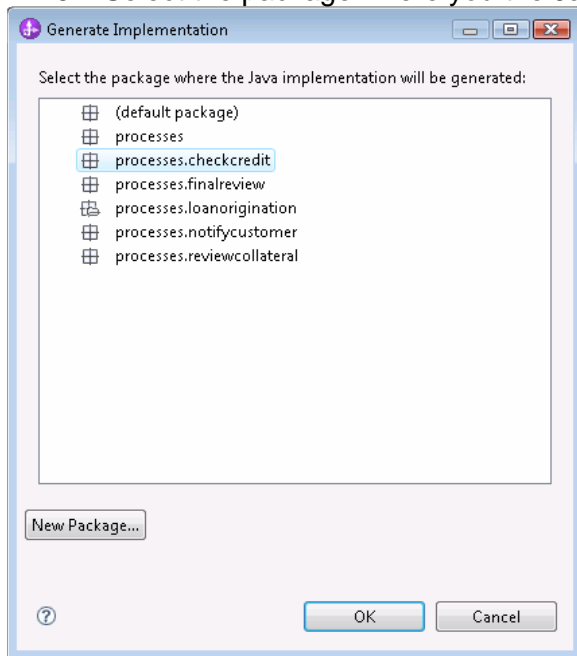 Generate Implementation
Select the package where the Java implementation will be generated:
(default package)
processes
processes.checkcredit
processes.finalreview
processes.loanorigination
processes.notifycustomer
processes.reviewcollateral
New Package...
OK Cancel